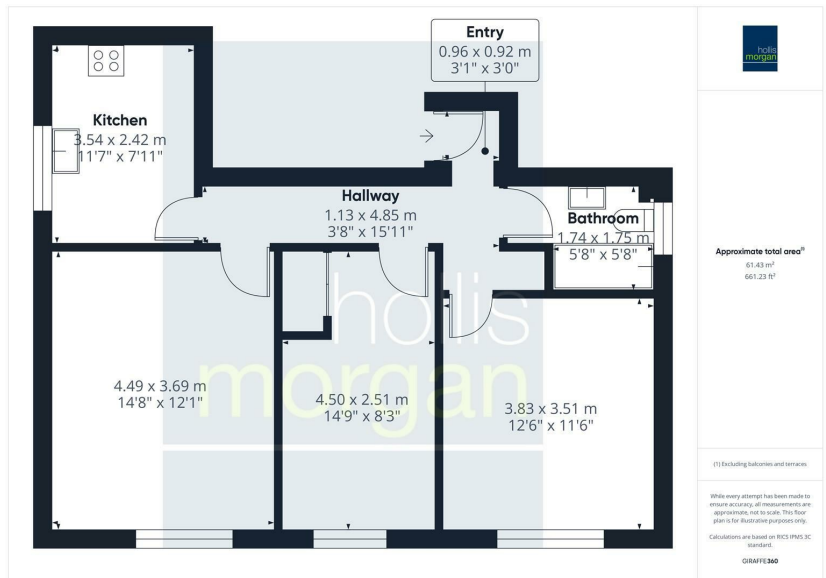 Entry
0.96 x 0.92 m
3'1" x 3'0"
Kitchen
3.54 x 2.42 m
11'7" x 7'11"
Hallway
1.13 x 4.85 m
3'8" x 15'11"
Bathroom
1.74 x 1.75 m
5'8" x 5'8"
4.49 x 3.69 m
14'8" x 12'1"
4.50 x 2.51 m
14'9" x 8'3"
3.83 x 3.51 m
12'6" x 11'6"
hollis
morgan
hollis
morgan
Approximate total area⁽¹⁾
61.43 m²
661.23 ft²
(1) Excluding balconies and terraces
While every attempt has been made to
ensure accuracy, all measurements are
approximate, not to scale. This floor
plan is for illustrative purposes only.
Calculations are based on RICS IPMS 3C
standard.
GIRAFFE360